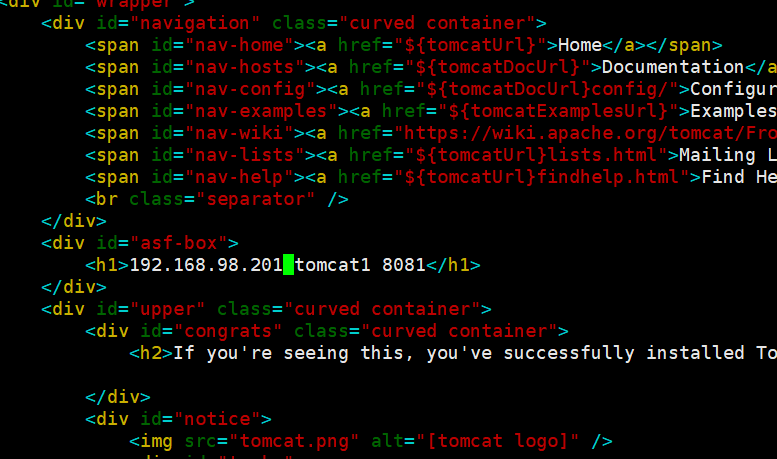 <div id="wrapper">
<div id="navigation" class="curved container">
<span id="nav-home"><a href="${tomcatUrl}">Home</a></span>
<span id="nav-hosts"><a href="${tomcatDocUrl}">Documentation</a
<span id="nav-config"><a href="${tomcatDocUrl}config/">Configur
<span id="nav-examples"><a href="${tomcatExamplesUrl}">Examples
<span id="nav-wiki"><a href="https://wiki.apache.org/tomcat/Fro
<span id="nav-lists"><a href="${tomcatUrl}lists.html">Mailing L
<span id="nav-help"><a href="${tomcatUrl}findhelp.html">Find He
<br class="separator" />
</div>
<div id="asf-box">
<h1>192.168.98.201 tomcat1 8081</h1>
</div>
<div id="upper" class="curved container">
<div id="congrats" class="curved container">
<h2>If you're seeing this, you've successfully installed To
</div>
<div id="notice">
<img src="tomcat.png" alt="[tomcat logo]" />